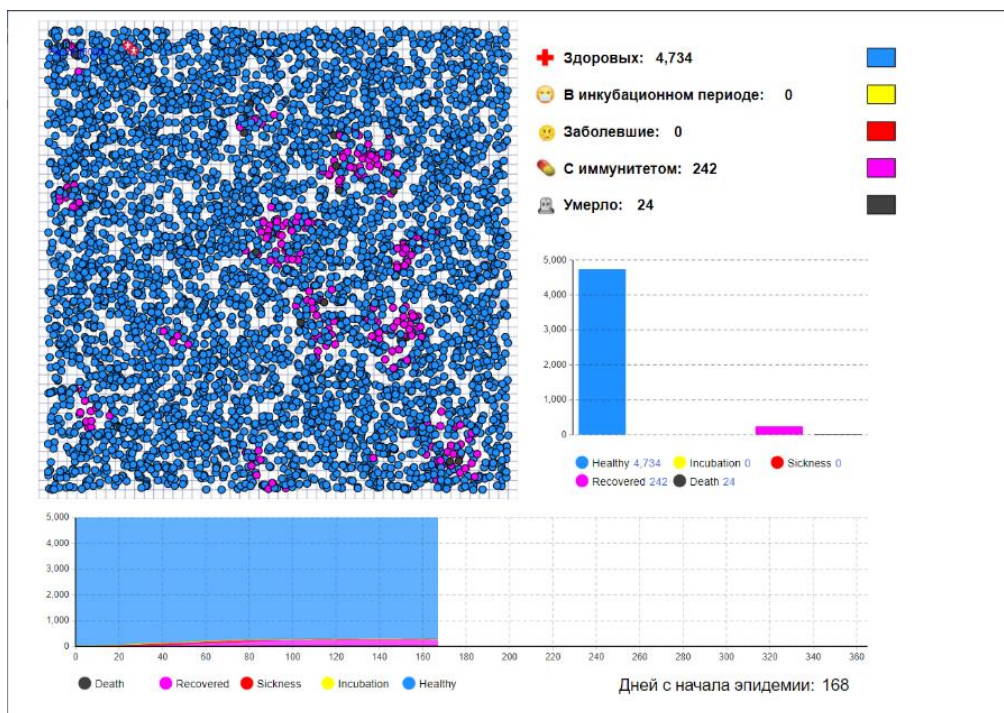 Здоровых: 4,734
В инкубационном периоде: 0
Заболевшие: 0
С иммунитетом: 242
Умерло: 24
5,000
4,000
3,000
2,000
1,000
0
Healthy 4,734 Incubation 0 Sickness 0
Recovered 242 Death 24
5,000
4,000
3,000
2,000
1,000
0
0 20 40 60 80 100 120 140 160 180 200 220 240 260 280 300 320 340 360
Death Recovered Sickness Incubation Healthy
Дней с начала эпидемии: 168